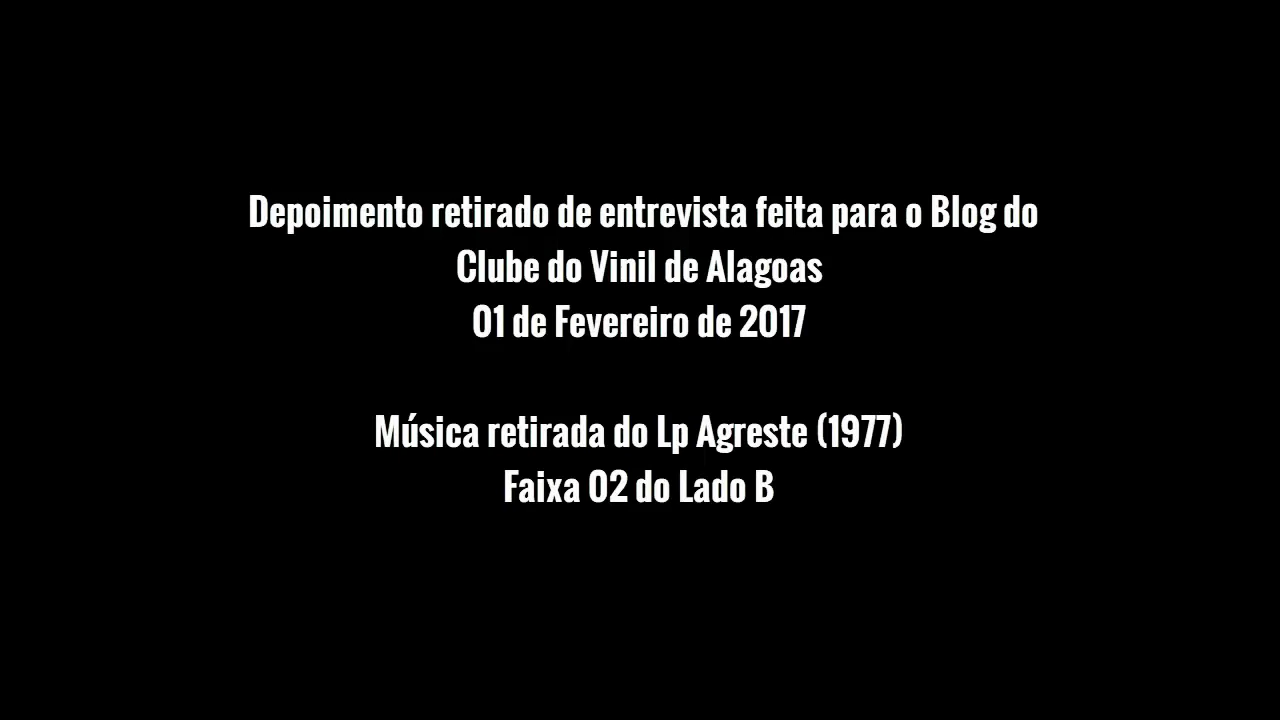 Depoimento retirado de entrevista feita para o Blog do
Clube do Vinil de Alagoas
01 de Fevereiro de 2017
Música retirada do Lp Agreste (1977)
Faixa 02 do Lado B